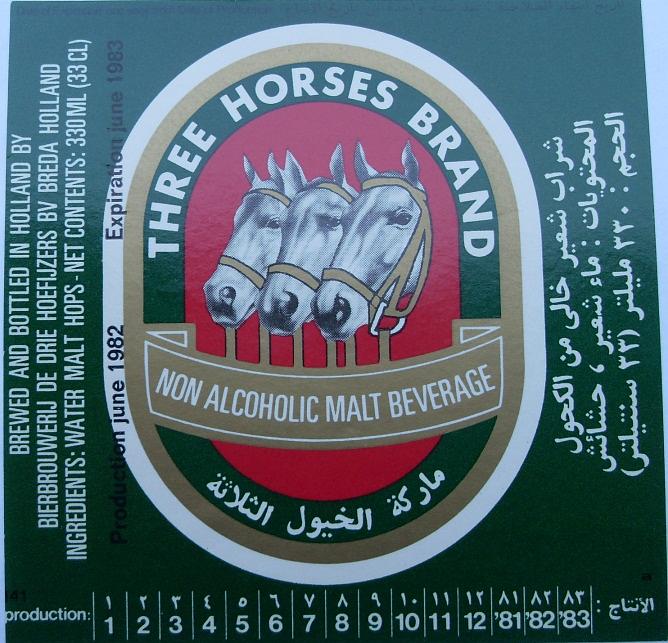 THREE HORSES BRAND
NON ALCOHOLIC MALT BEVERAGE
ماركة الخيول الثلاثة
BREWED AND BOTTLED IN HOLLAND BY
BIERBROUWERIJ DE DRIE HOEFIJZERS BV BREDA HOLLAND
INGREDIENTS: WATER MALT HOPS - NET CONTENTS: 330 ML (33 CL)
Production june 1982 Expiration june 1983
شراب شعير خالى من الكحول
المحتويات : ماء شعير ، حشائش
الحجم : ٣٣٠ مليلتر (٣٣ سنتيلتر)
١ ٢ ٣ ٤ ٥ ٦ ٧ ٨ ٩ ١٠ ١١ ١٢ ٨١ ٨٢ ٨٣ الانتاج :
production: 1 2 3 4 5 6 7 8 9 10 11 12 '81 '82 '83